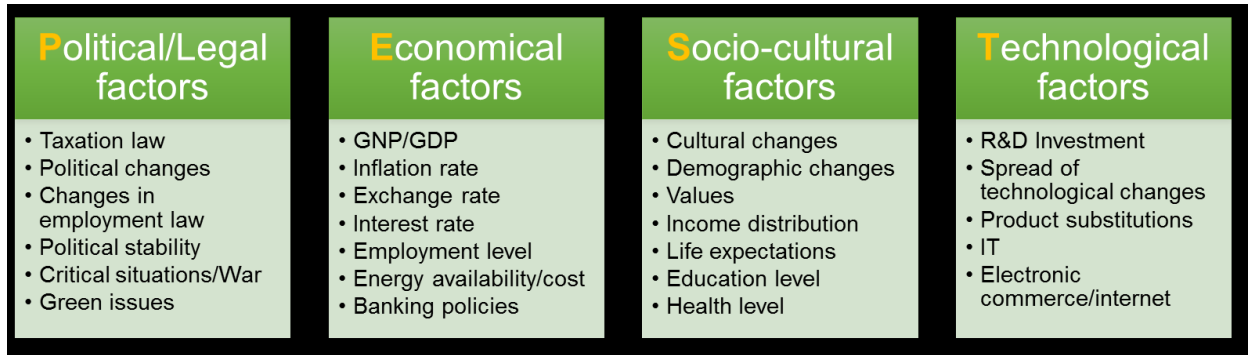 Political/Legal
factors
• Taxation law
• Political changes
• Changes in
employment law
• Political stability
• Critical situations/War
• Green issues
Economical
factors
• GNP/GDP
• Inflation rate
• Exchange rate
• Interest rate
• Employment level
• Energy availability/cost
• Banking policies
Socio-cultural
factors
• Cultural changes
• Demographic changes
• Values
• Income distribution
• Life expectations
• Education level
• Health level
Technological
factors
• R&D Investment
• Spread of
technological changes
• Product substitutions
• IT
• Electronic
commerce/internet